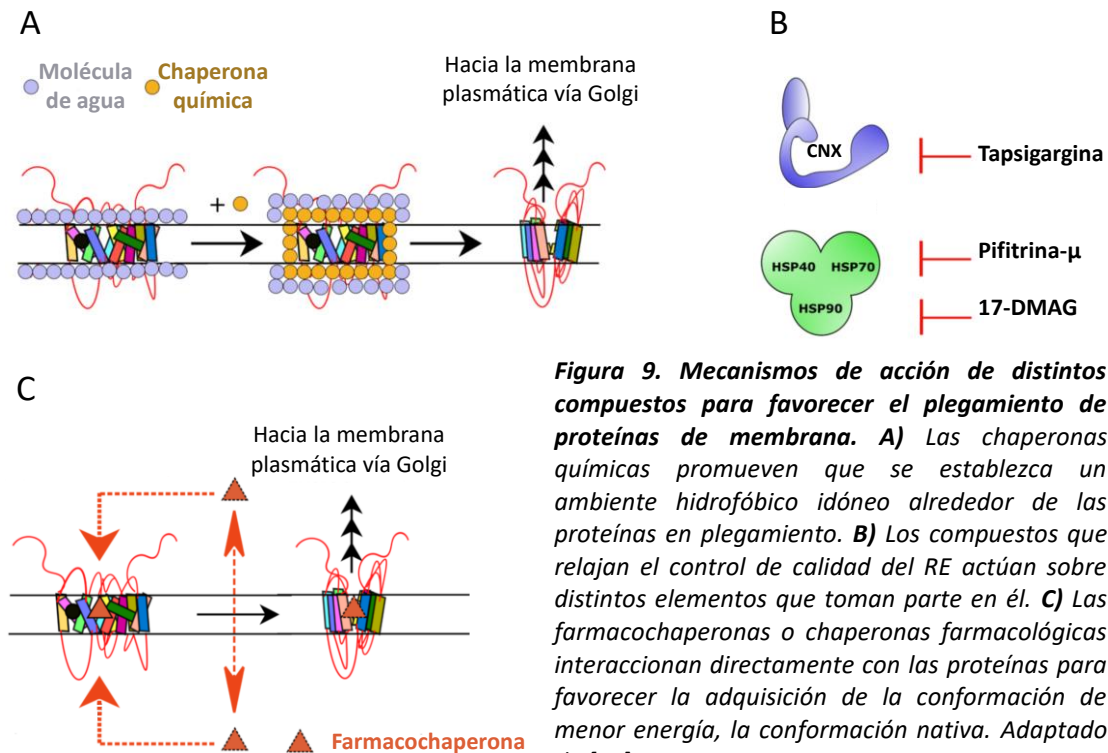 A
Molécula de agua
Chaperona química
Hacia la membrana
plasmática vía Golgi
+
B
CNX
Tapsigargina
HSP40 HSP70
HSP90
Pifitrina-μ
17-DMAG
C
Hacia la membrana
plasmática vía Golgi
Farmacochaperona
Figura 9. Mecanismos de acción de distintos
compuestos para favorecer el plegamiento de
proteínas de membrana. A) Las chaperonas
químicas promueven que se establezca un
ambiente hidrofóbico idóneo alrededor de las
proteínas en plegamiento. B) Los compuestos que
relajan el control de calidad del RE actúan sobre
distintos elementos que toman parte en él. C) Las
farmacochaperonas o chaperonas farmacológicas
interaccionan directamente con las proteínas para
favorecer la adquisición de la conformación de
menor energía, la conformación nativa. Adaptado